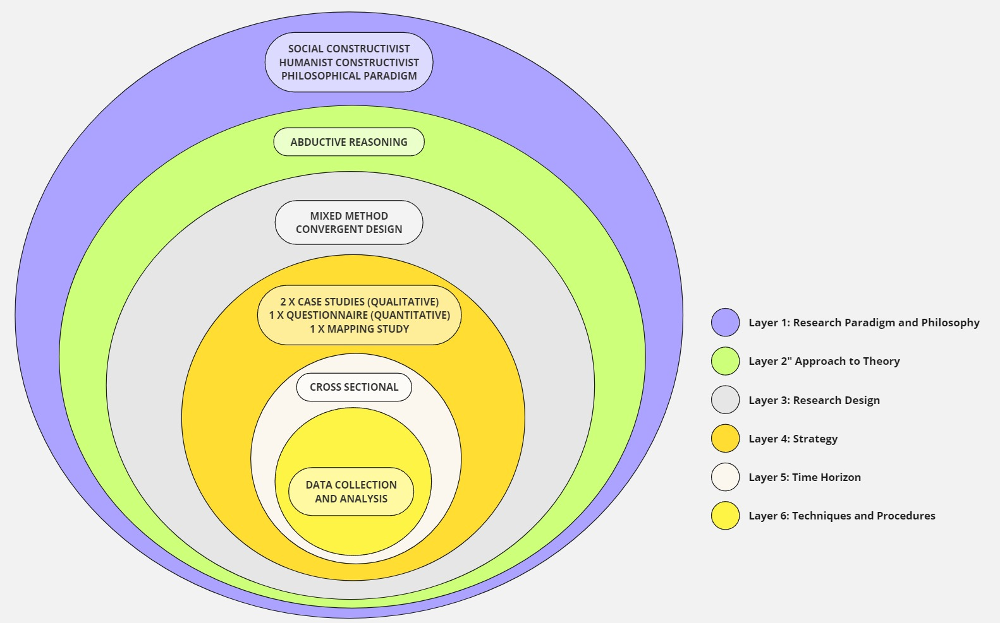 SOCIAL CONSTRUCTIVIST
HUMANIST CONSTRUCTIVIST
PHILOSOPHICAL PARADIGM
ABDUCTIVE REASONING
MIXED METHOD
CONVERGENT DESIGN
2 X CASE STUDIES (QUALITATIVE)
1 X QUESTIONNAIRE (QUANTITATIVE)
1 X MAPPING STUDY
CROSS SECTIONAL
DATA COLLECTION
AND ANALYSIS
Layer 1: Research Paradigm and Philosophy
Layer 2" Approach to Theory
Layer 3: Research Design
Layer 4: Strategy
Layer 5: Time Horizon
Layer 6: Techniques and Procedures